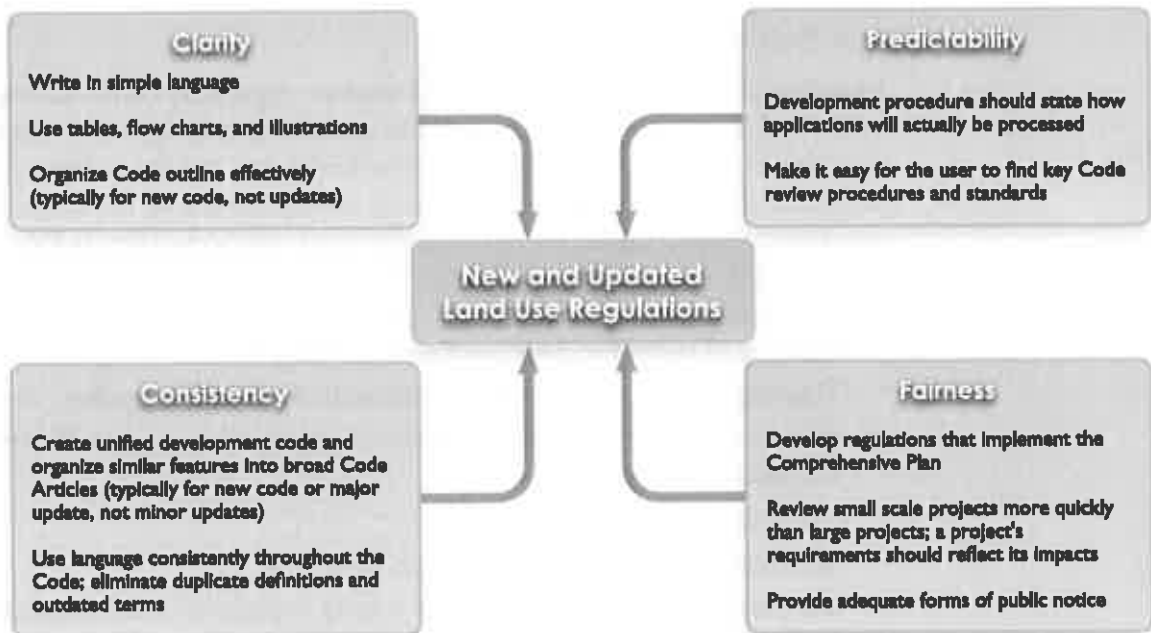 Clarity
Write in simple language
Use tables, flow charts, and illustrations
Organize Code outline effectively
(typically for new code, not updates)
Predictability
Development procedure should state how
applications will actually be processed
Make it easy for the user to find key Code
review procedures and standards
New and Updated
Land Use Regulations
Consistency
Create unified development code and
organize similar features into broad Code
Articles (typically for new code or major
update, not minor updates)
Use language consistently throughout the
Code; eliminate duplicate definitions and
outdated terms
Fairness
Develop regulations that implement the
Comprehensive Plan
Review small scale projects more quickly
than large projects; a project's
requirements should reflect its impacts
Provide adequate forms of public notice